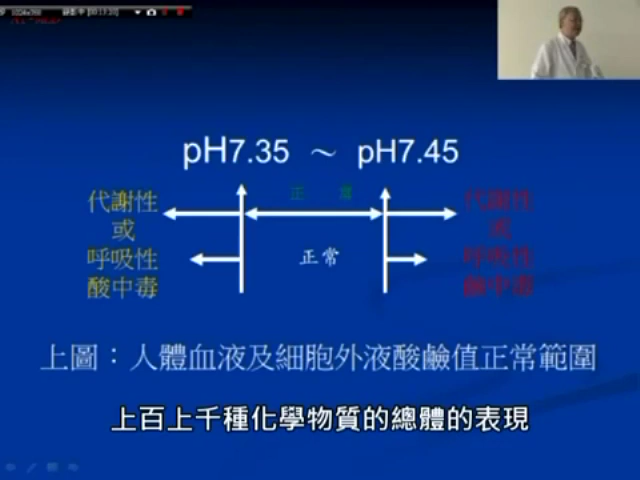 pH7.35 ～ pH7.45
正 常
代謝性
或
呼吸性
酸中毒
正常
代謝性
或
呼吸性
鹼中毒
上圖：人體血液及細胞外液酸鹼值正常範圍
上百上千種化學物質的總體的表現